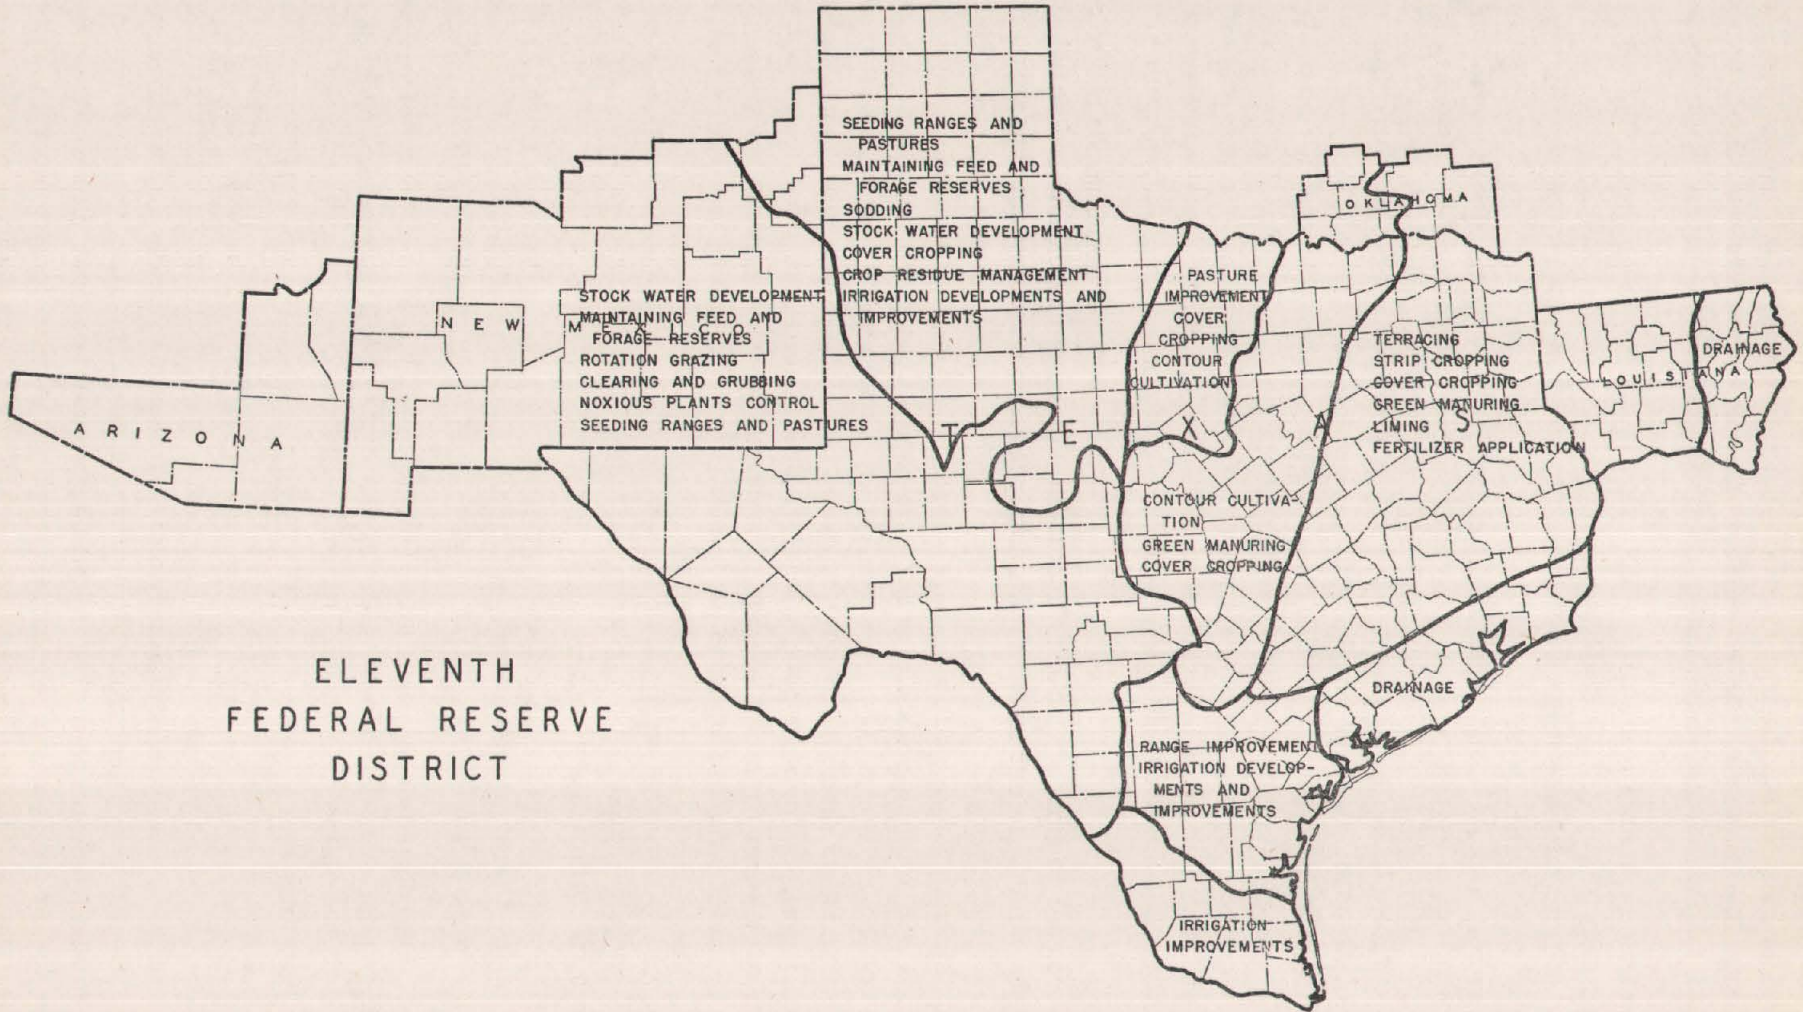 SEEDING RANGES AND
PASTURES
MAINTAINING FEED AND
FORAGE RESERVES
SODDING
STOCK WATER DEVELOPMENT
COVER CROPPING
CROP RESIDUE MANAGEMENT
IRRIGATION DEVELOPMENTS AND
IMPROVEMENTS
OKLAHOMA
PASTURE
IMPROVEMENT
COVER
CROPPING
CONTOUR
CULTIVATION
STOCK WATER DEVELOPMENT
MAINTAINING FEED AND
FORAGE RESERVES
ROTATION GRAZING
CLEARING AND GRUBBING
NOXIOUS PLANTS CONTROL
SEEDING RANGES AND PASTURES
NEW MEXICO
ARIZONA
TERRACING
STRIP CROPPING
COVER CROPPING
GREEN MANURING
LIMING
FERTILIZER APPLICATION
LOUISIANA
DRAINAGE
TEXAS
CONTOUR CULTIVA-
TION
GREEN MANURING
COVER CROPPING
ELEVENTH
FEDERAL RESERVE
DISTRICT
DRAINAGE
RANGE IMPROVEMENT
IRRIGATION DEVELOP-
MENTS AND
IMPROVEMENTS
IRRIGATION
IMPROVEMENTS